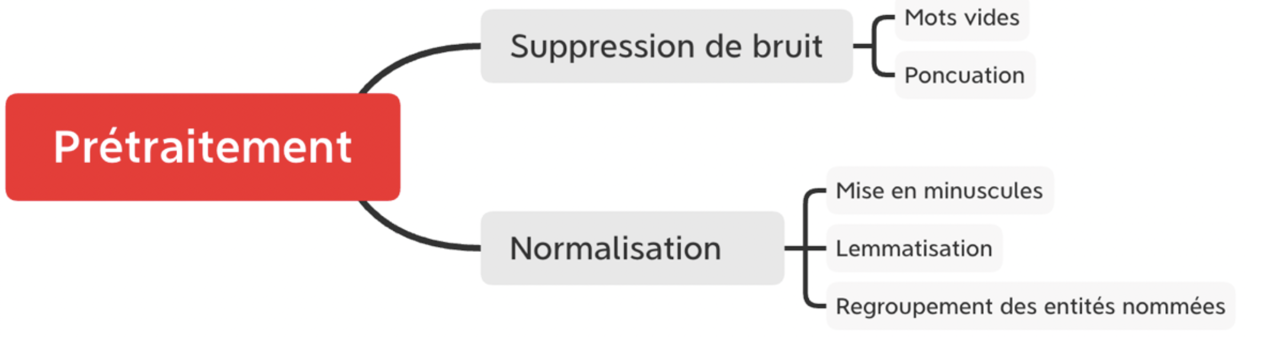 Prétraitement
Suppression de bruit
Mots vides
Poncuation
Normalisation
Mise en minuscules
Lemmatisation
Regroupement des entités nommées